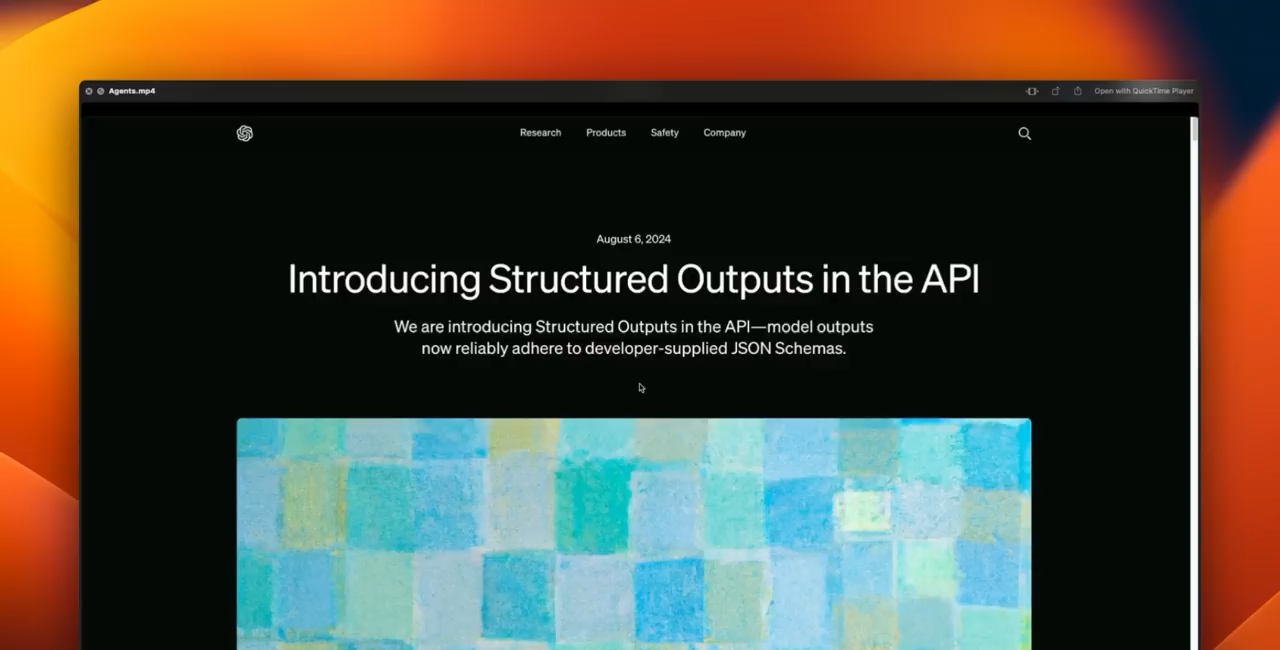 Agents.mp4
Open with QuickTime Player
Research Products Safety Company
August 6, 2024
Introducing Structured Outputs in the API
We are introducing Structured Outputs in the API—model outputs
now reliably adhere to developer-supplied JSON Schemas.